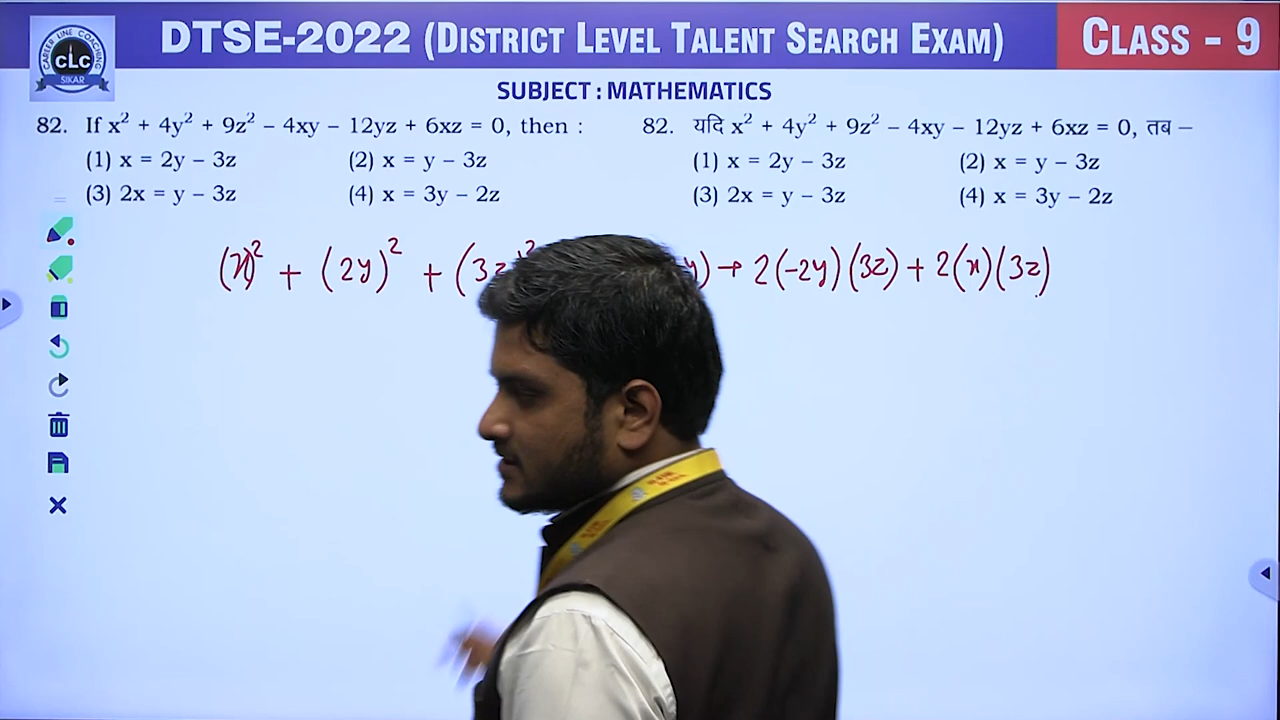 DTSE-2022 (DISTRICT LEVEL TALENT SEARCH EXAM)
CLASS - 9
CAREER LINE COACHING
CLC
SIKAR
SUBJECT : MATHEMATICS
82. If x² + 4y² + 9z² – 4xy – 12yz + 6xz = 0, then :
(1) x = 2y – 3z (2) x = y – 3z
(3) 2x = y – 3z (4) x = 3y – 2z
82. यदि x² + 4y² + 9z² – 4xy – 12yz + 6xz = 0, तब –
(1) x = 2y – 3z (2) x = y – 3z
(3) 2x = y – 3z (4) x = 3y – 2z
(x)² + (2y)² + (3z)² y) + 2(-2y)(3z) + 2(x)(3z)